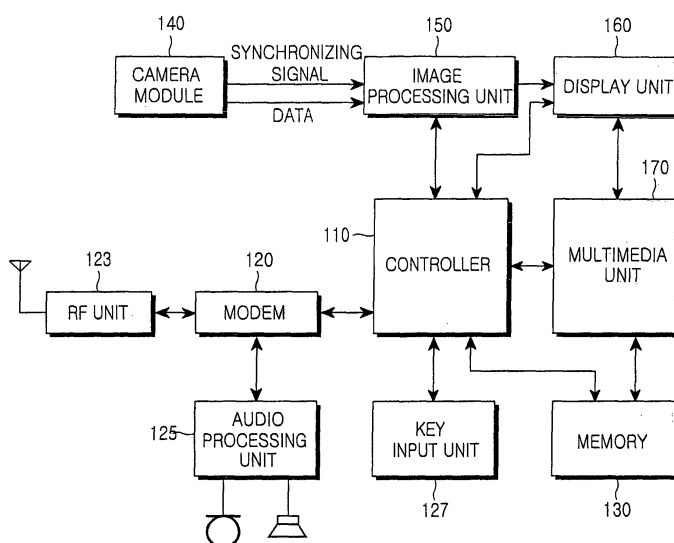 140
150
160
SYNCHRONIZING
SIGNAL
DATA
CAMERA
MODULE
IMAGE
PROCESSING UNIT
DISPLAY UNIT
170
110
CONTROLLER
MULTIMEDIA
UNIT
123
120
RF UNIT
MODEM
125
AUDIO
PROCESSING
UNIT
KEY
INPUT UNIT
MEMORY
127
130